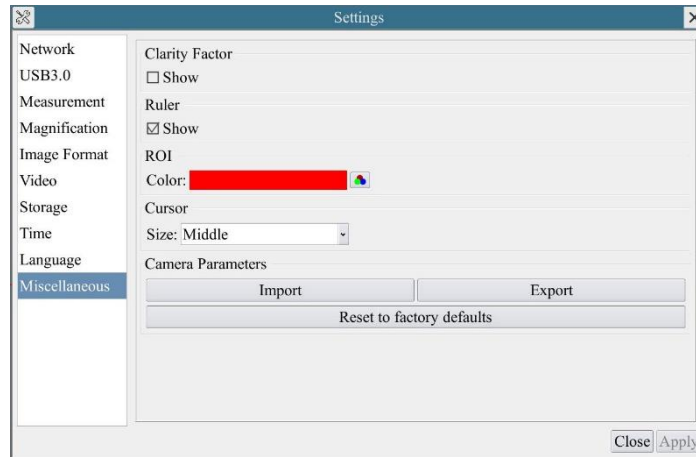 Settings
Network
USB3.0
Measurement
Magnification
Image Format
Video
Storage
Time
Language
Miscellaneous
Clarity Factor
Show
Ruler
Show
ROI
Color:
Cursor
Size: Middle
Camera Parameters
Import Export
Reset to factory defaults
Close Apply